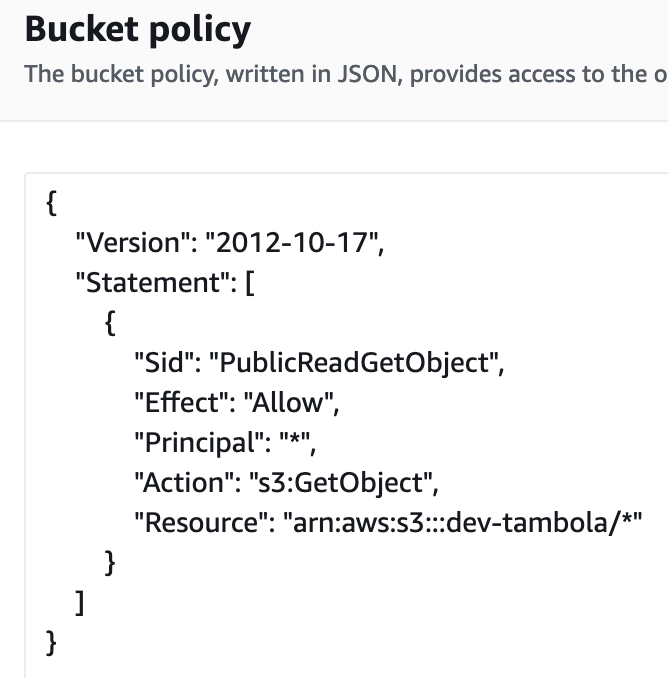 Bucket policy
The bucket policy, written in JSON, provides access to the
{
"Version": "2012-10-17",
"Statement": [
{
"Sid": "PublicReadGetObject",
"Effect": "Allow",
"Principal": "*",
"Action": "s3:GetObject",
"Resource": "arn:aws:s3:::dev-tambola/*"
}
]
}